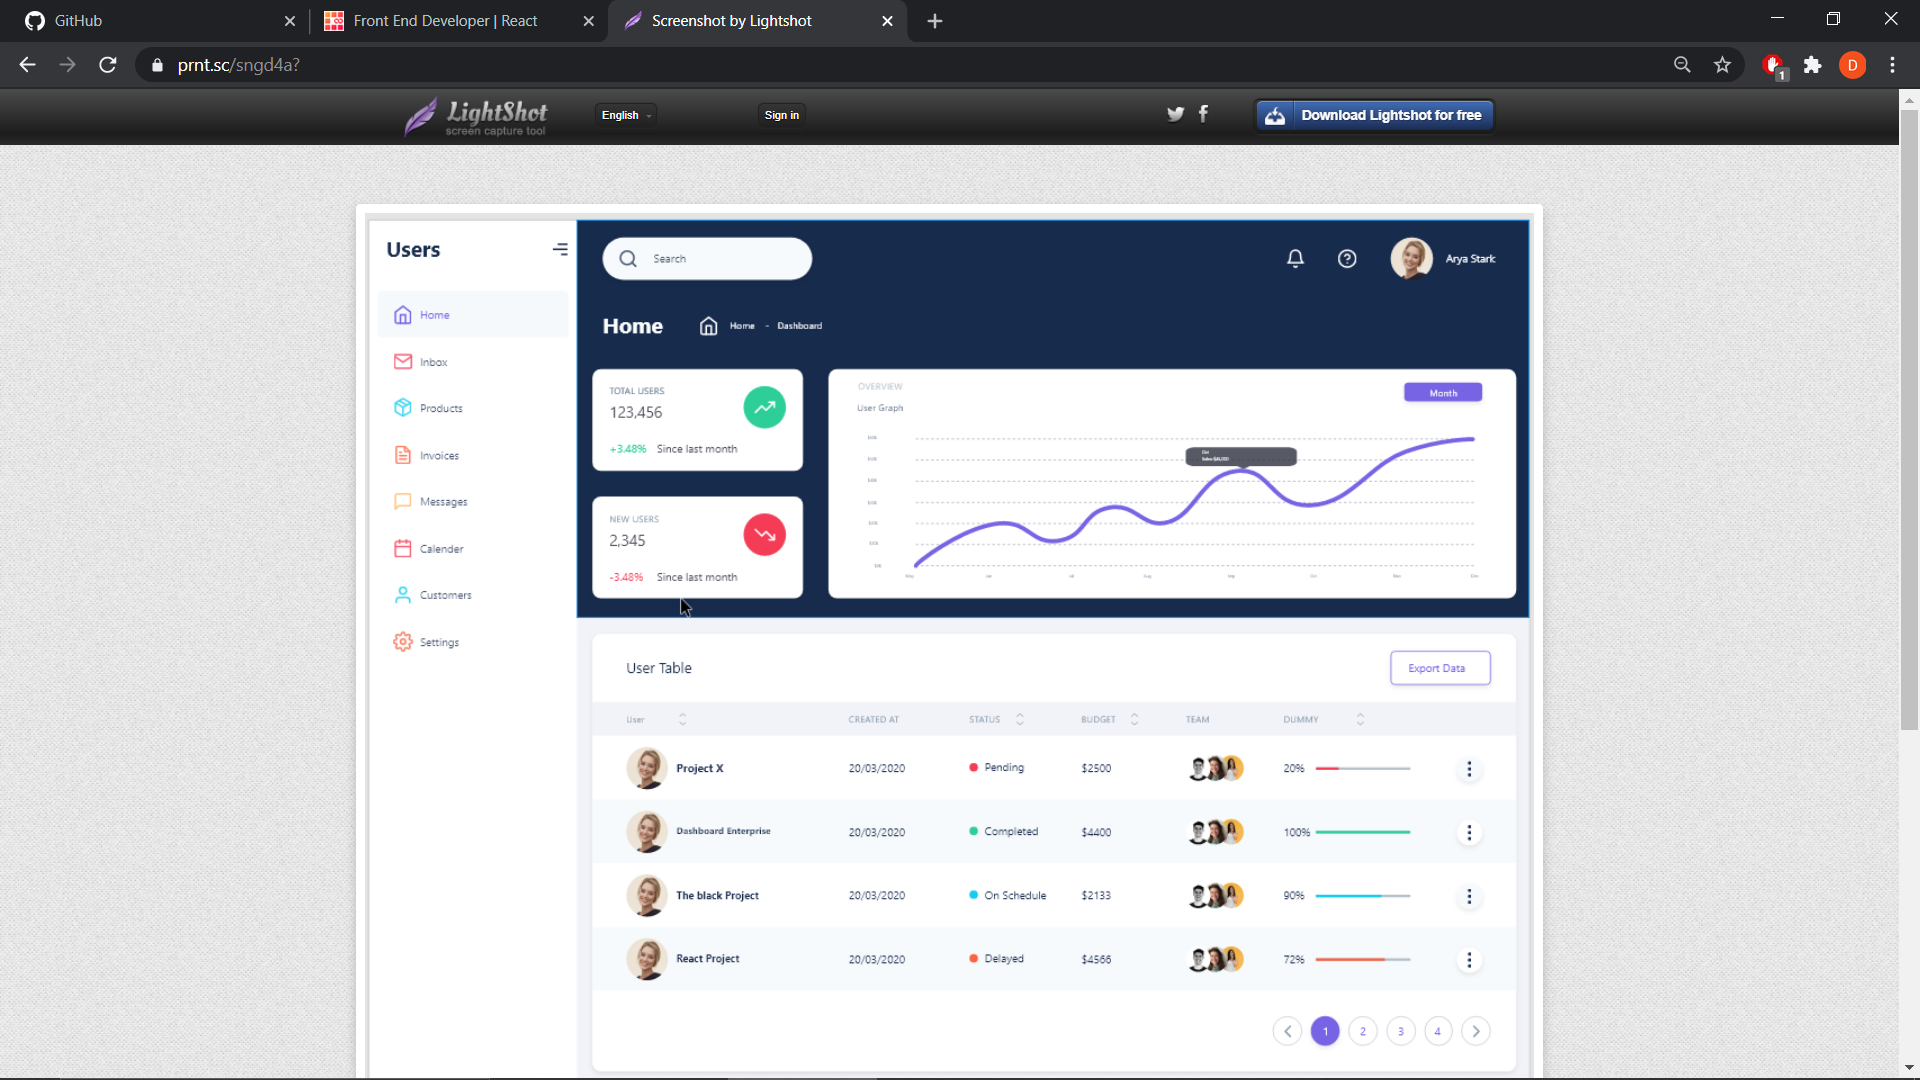 GitHub
Front End Developer | React
Screenshot by Lightshot
prnt.sc/sngd4a?
1
D
LightShot
screen capture tool
English
Sign in
Download Lightshot for free
Users
Search
Arya Stark
Home
Home - Dashboard
Home
Inbox
Products
Invoices
Messages
Calender
Customers
Settings
TOTAL USERS
123,456
+3.48% Since last month
NEW USERS
2,345
-3.48% Since last month
OVERVIEW
User Graph
Month
User Table
Export Data
User CREATED AT STATUS BUDGET TEAM DUMMY
Project X 20/03/2020 Pending $2500 20%
Dashboard Enterprise 20/03/2020 Completed $4400 100%
The black Project 20/03/2020 On Schedule $2133 90%
React Project 20/03/2020 Delayed $4566 72%
1 2 3 4